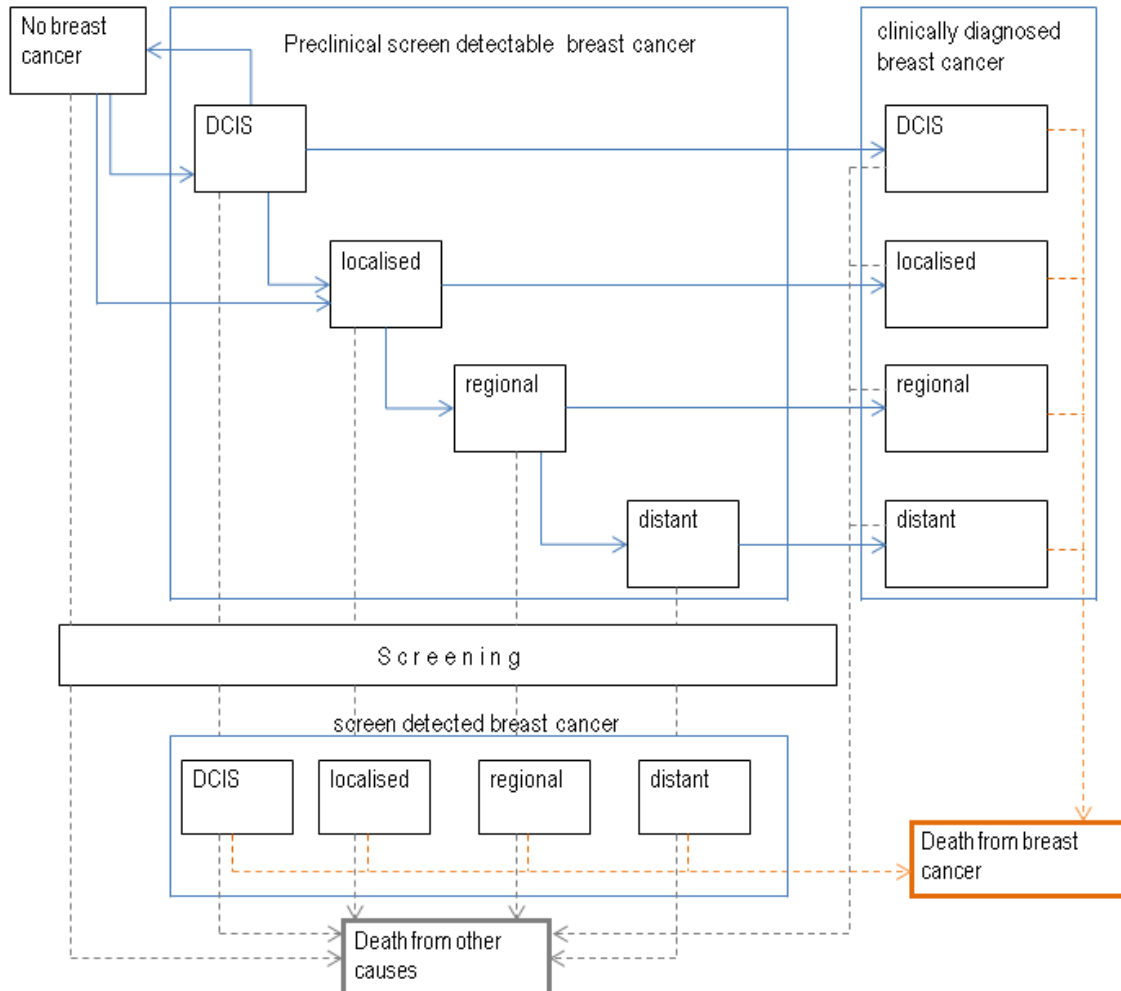 No breast
cancer
Preclinical screen detectable breast cancer
clinically diagnosed
breast cancer
DCIS
DCIS
localised
localised
regional
regional
distant
distant
Screening
screen detected breast cancer
DCIS
localised
regional
distant
Death from breast
cancer
Death from other
causes